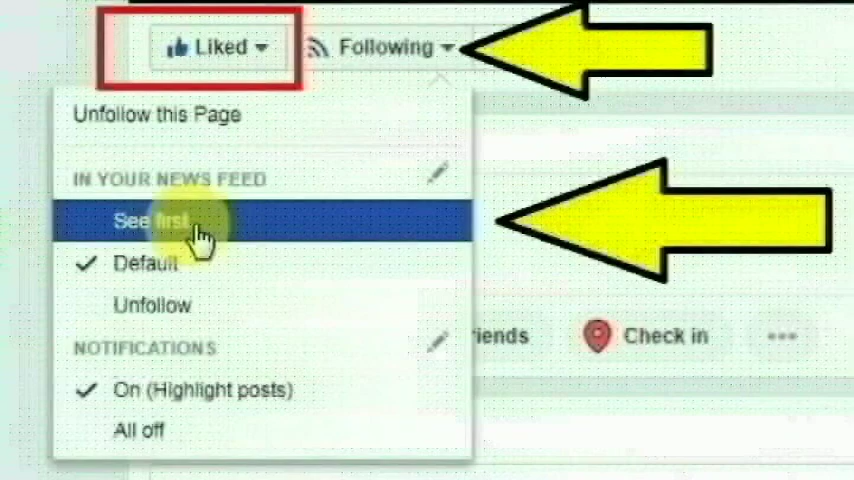 Liked Following
Unfollow this Page
IN YOUR NEWS FEED
See first
Default
Unfollow
NOTIFICATIONS
riends Check in
On (Highlight posts)
All off